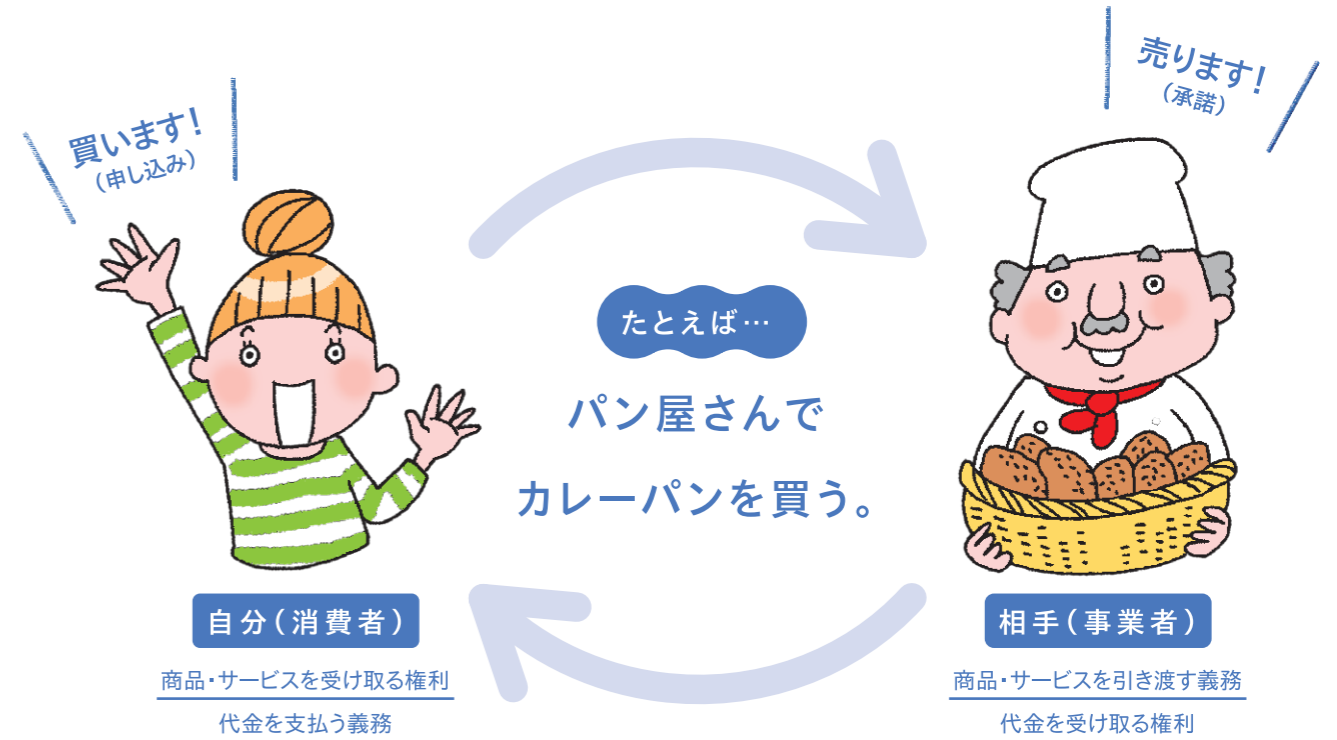 買います!
(申し込み)
売ります!
(承諾)
たとえば…
パン屋さんで
カレーパンを買う。
自分(消費者)
商品・サービスを受け取る権利
代金を支払う義務
相手(事業者)
商品・サービスを引き渡す義務
代金を受け取る権利